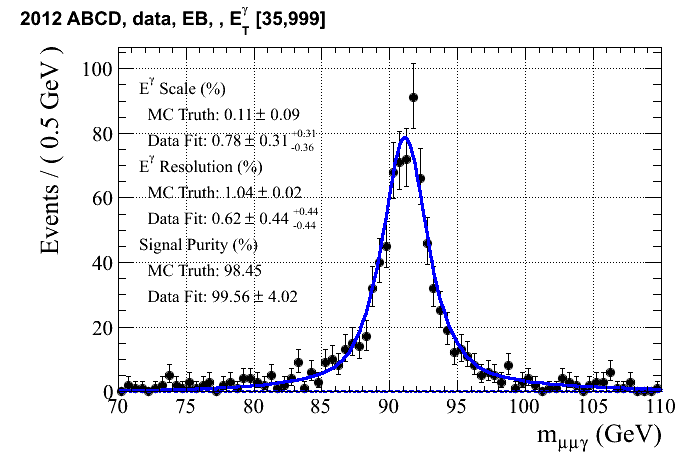 2012 ABCD, data, EB, , E_T^γ [35,999]
Events / ( 0.5 GeV )
100
80
60
40
20
0
E^γ Scale (%)
MC Truth: 0.11 ± 0.09
Data Fit: 0.78 ± 0.31 +0.31 -0.36
E^γ Resolution (%)
MC Truth: 1.04 ± 0.02
Data Fit: 0.62 ± 0.44 +0.44 -0.44
Signal Purity (%)
MC Truth: 98.45
Data Fit: 99.56 ± 4.02
70 75 80 85 90 95 100 105 110
m_μμγ (GeV)